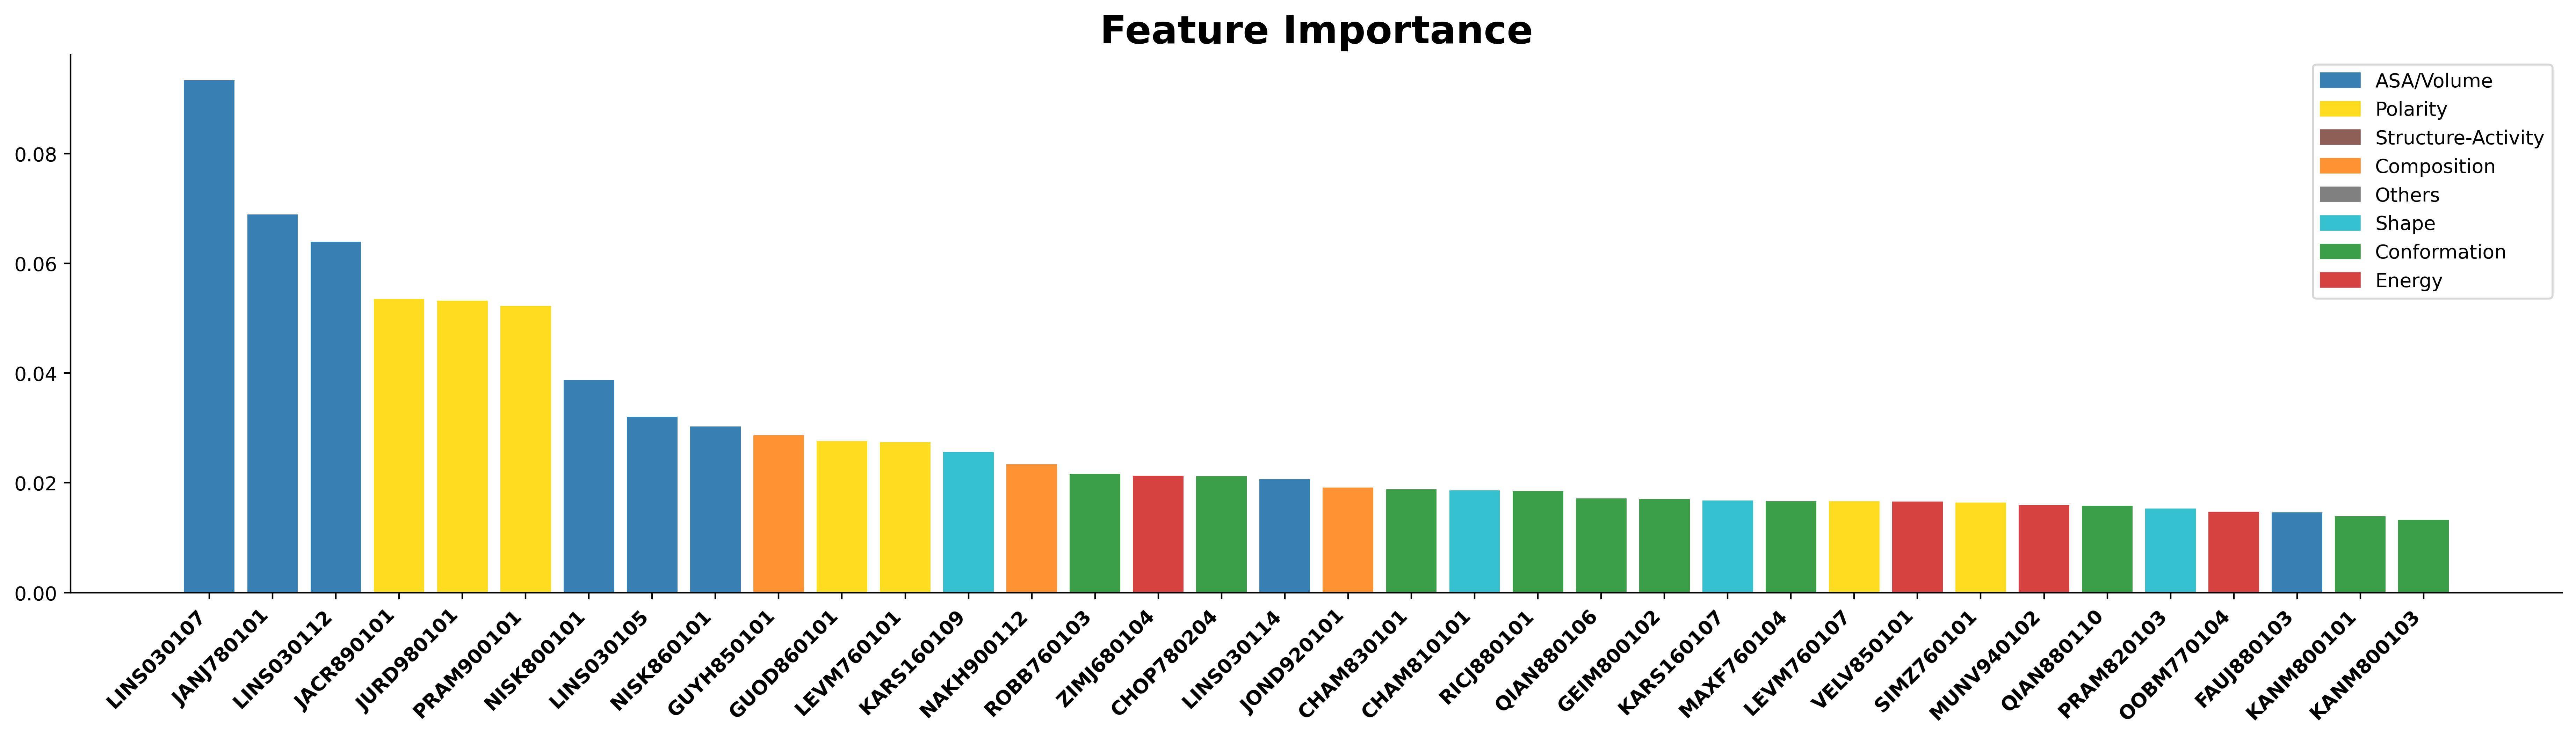 Feature Importance
ASA/Volume
Polarity
Structure-Activity
Composition
Others
Shape
Conformation
Energy
0.08
0.06
0.04
0.02
0.00
LINS030107
JANJ780101
LINS030112
JACR890101
JURD980101
PRAM900101
NISK800101
LINS030105
NISK860101
GUYH850101
GUOD860101
LEVM760101
KARS160109
NAKH900112
ROBB760103
ZIMJ680104
CHOP780204
LINS030114
JOND920101
CHAM830101
CHAM810101
RICJ880101
QIAN880106
GEIM800102
KARS160107
MAXF760104
LEVM760107
VELV850101
SIMZ760101
MUNV940102
QIAN880110
PRAM820103
OOBM770104
FAUJ880103
KANM800101
KANM800103